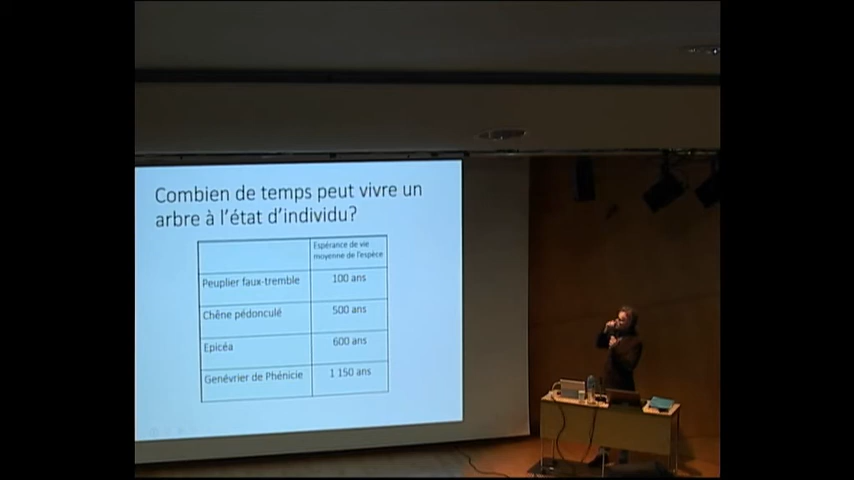 Combien de temps peut vivre un
arbre à l'état d'individu?
Espérance de vie
moyenne de l'espèce
Peuplier faux-tremble 100 ans
Chêne pédonculé 500 ans
Epicéa 600 ans
Genévrier de Phénicie 1 150 ans